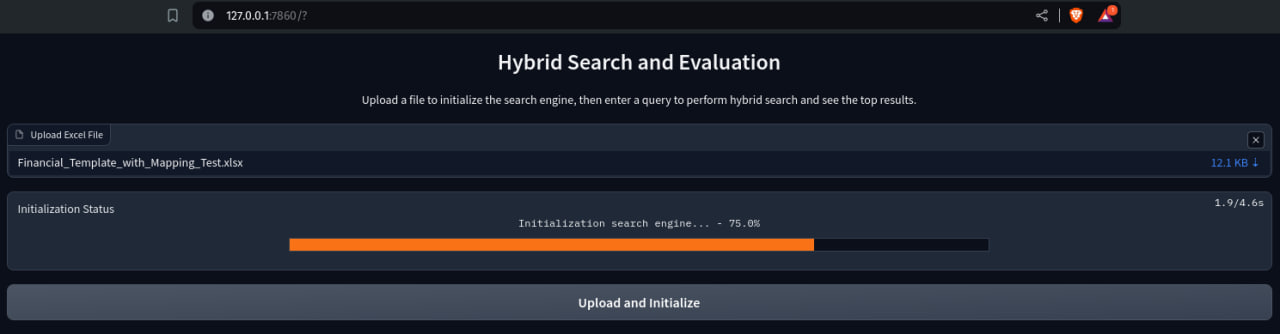 127.0.0.1:7860/?
1
Hybrid Search and Evaluation
Upload a file to initialize the search engine, then enter a query to perform hybrid search and see the top results.
Upload Excel File
Financial_Template_with_Mapping_Test.xlsx 12.1 KB ↓
Initialization Status 1.9/4.6s
Initialization search engine... - 75.0%
Upload and Initialize